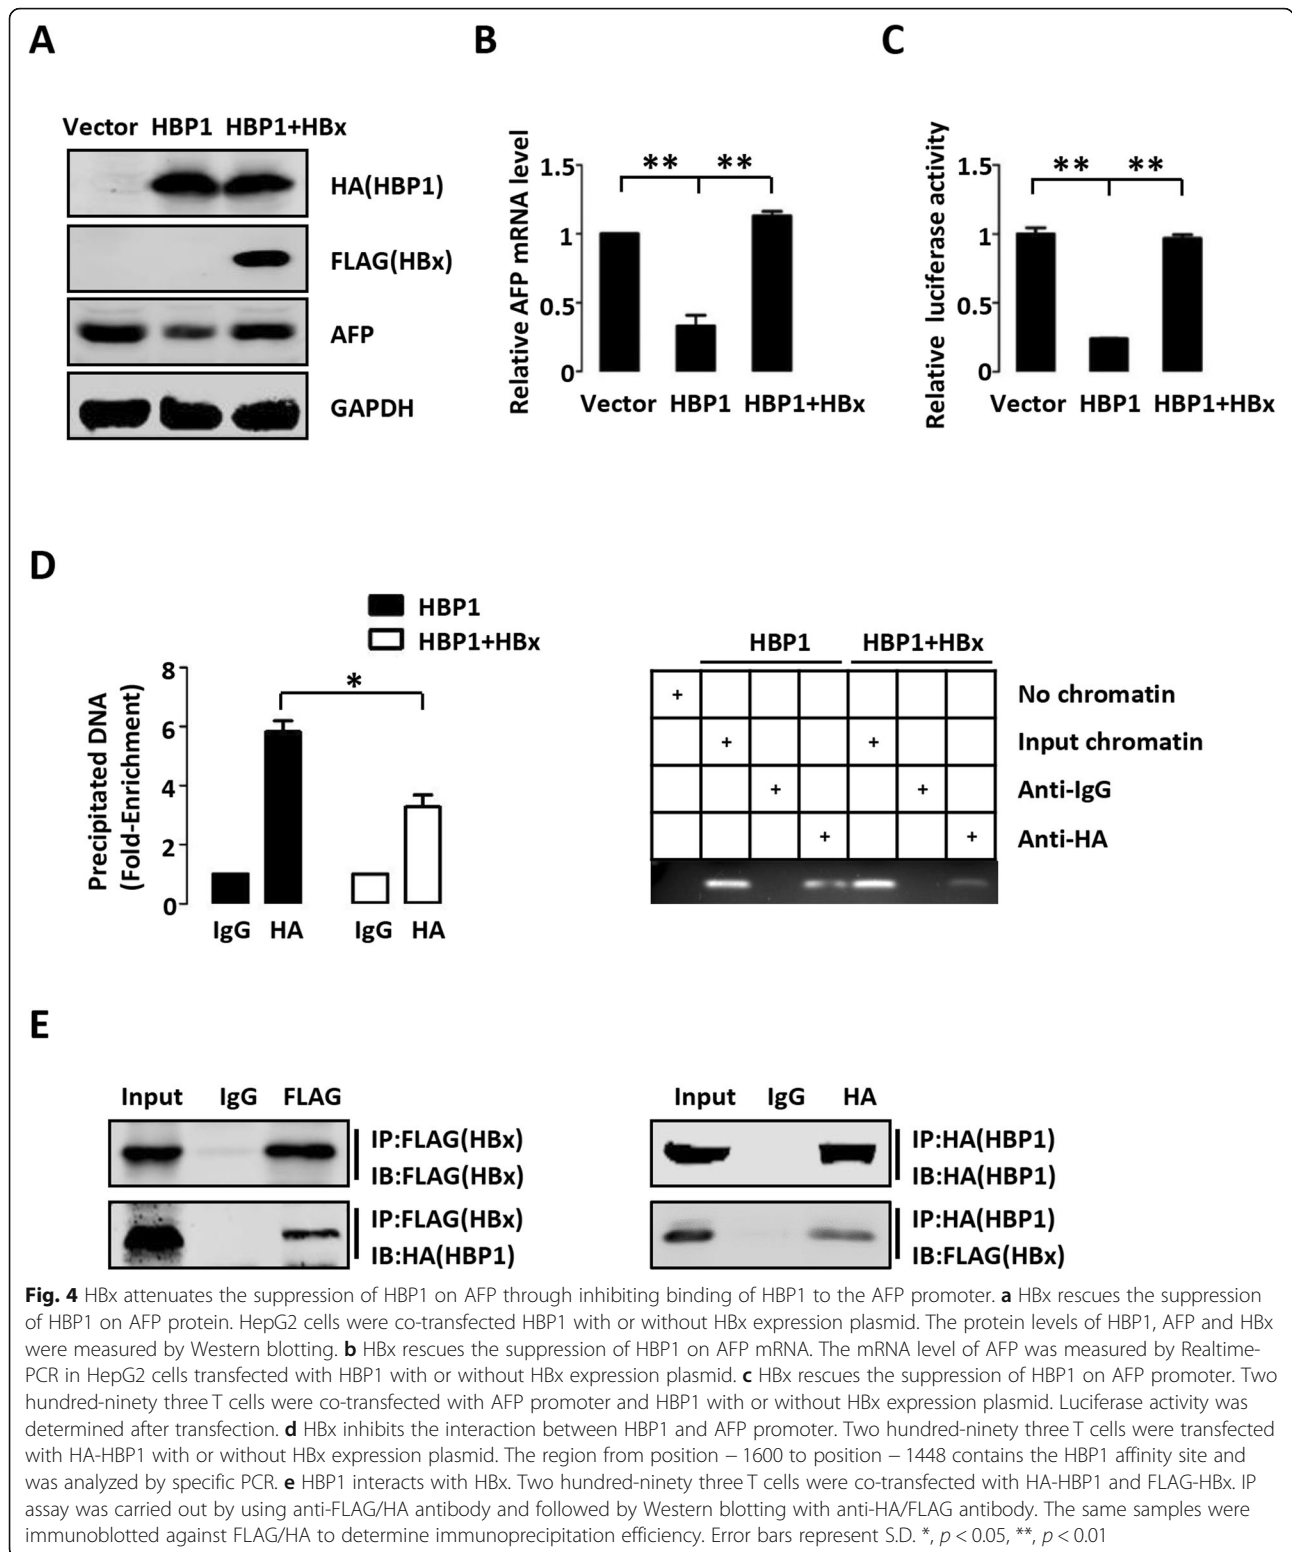 A
B
C
Vector HBP1 HBP1+HBx
HA(HBP1)
FLAG(HBx)
AFP
GAPDH
Relative AFP mRNA level
1.5
1
0.5
0
** **
Vector HBP1 HBP1+HBx
Relative luciferase activity
1.5
1
0.5
0
** **
Vector HBP1 HBP1+HBx
D
HBP1
HBP1+HBx
Precipitated DNA
(Fold-Enrichment)
8
6
4
2
0
*
IgG HA IgG HA
HBP1 HBP1+HBx
+ No chromatin
+ + Input chromatin
+ + Anti-IgG
+ + Anti-HA
E
Input IgG FLAG
IP:FLAG(HBx)
IB:FLAG(HBx)
IP:FLAG(HBx)
IB:HA(HBP1)
Input IgG HA
IP:HA(HBP1)
IB:HA(HBP1)
IP:HA(HBP1)
IB:FLAG(HBx)
Fig. 4 HBx attenuates the suppression of HBP1 on AFP through inhibiting binding of HBP1 to the AFP promoter. a HBx rescues the suppression
of HBP1 on AFP protein. HepG2 cells were co-transfected HBP1 with or without HBx expression plasmid. The protein levels of HBP1, AFP and HBx
were measured by Western blotting. b HBx rescues the suppression of HBP1 on AFP mRNA. The mRNA level of AFP was measured by Realtime-
PCR in HepG2 cells transfected with HBP1 with or without HBx expression plasmid. c HBx rescues the suppression of HBP1 on AFP promoter. Two
hundred-ninety three T cells were co-transfected with AFP promoter and HBP1 with or without HBx expression plasmid. Luciferase activity was
determined after transfection. d HBx inhibits the interaction between HBP1 and AFP promoter. Two hundred-ninety three T cells were transfected
with HA-HBP1 with or without HBx expression plasmid. The region from position − 1600 to position − 1448 contains the HBP1 affinity site and
was analyzed by specific PCR. e HBP1 interacts with HBx. Two hundred-ninety three T cells were co-transfected with HA-HBP1 and FLAG-HBx. IP
assay was carried out by using anti-FLAG/HA antibody and followed by Western blotting with anti-HA/FLAG antibody. The same samples were
immunoblotted against FLAG/HA to determine immunoprecipitation efficiency. Error bars represent S.D. *, p < 0.05, **, p < 0.01